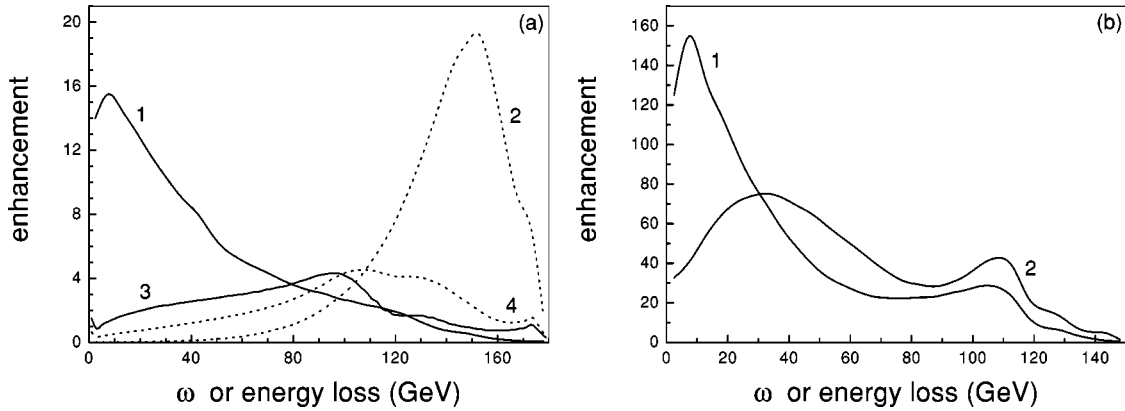 (a)
enhancement
20
16
12
8
4
0
1
2
3
4
0 40 80 120 160
ω or energy loss (GeV)
(b)
enhancement
160
140
120
100
80
60
40
20
0
1
2
0 20 40 60 80 100 120 140
ω or energy loss (GeV)